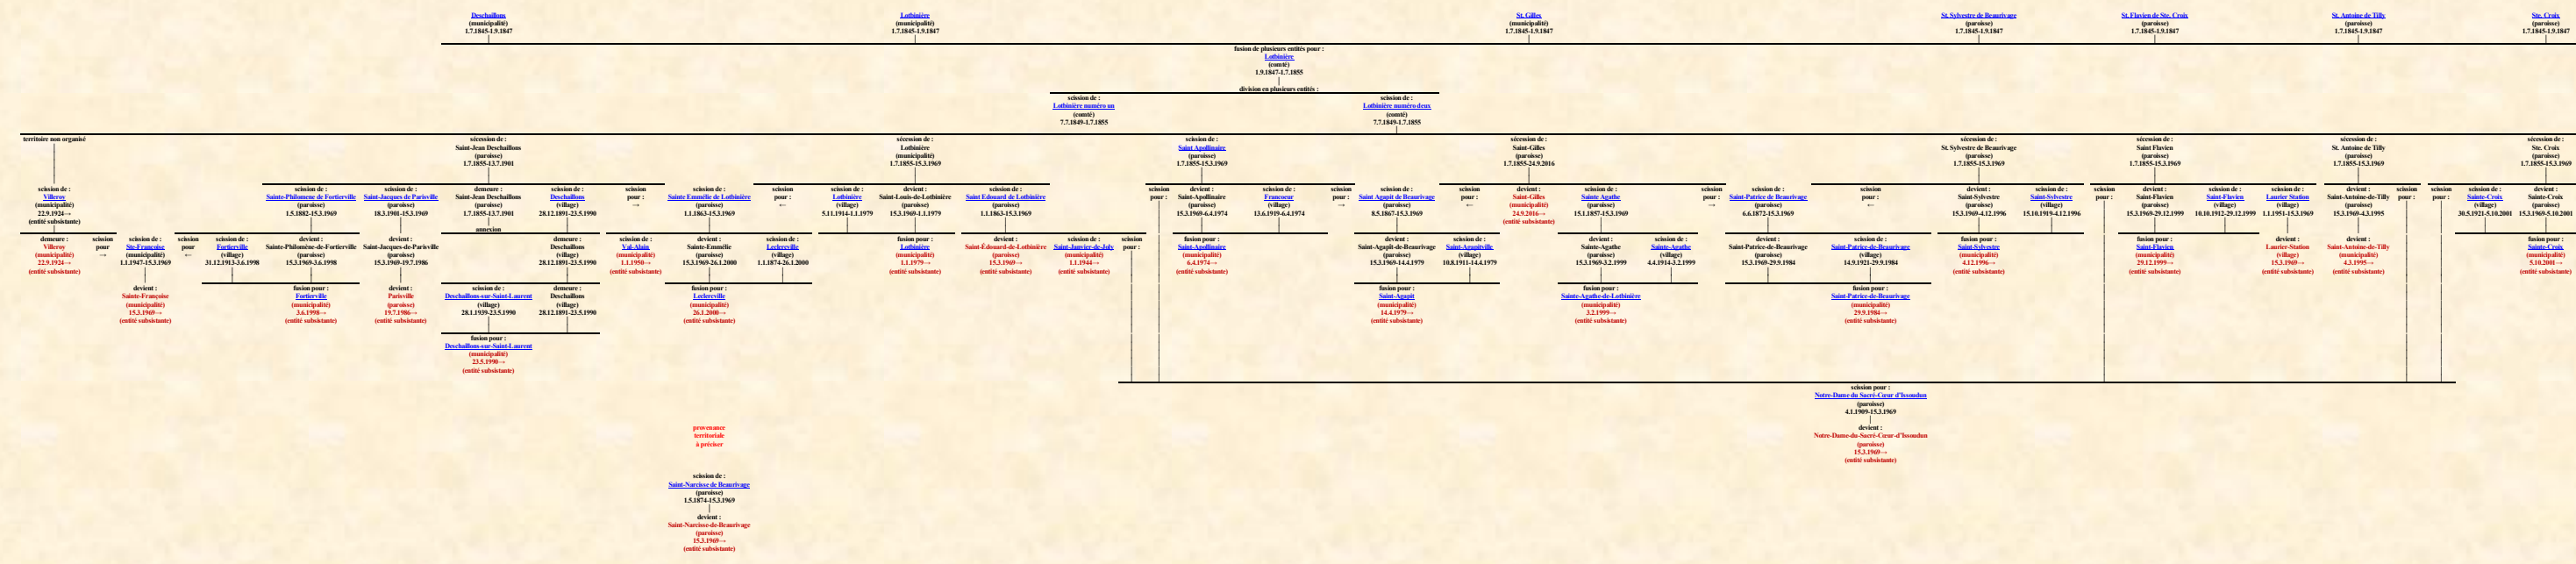 Deschaillons
(municipalité)
1.7.1845-1.9.1847
Lotbinière
(municipalité)
1.7.1845-1.9.1847
St. Gilles
(municipalité)
1.7.1845-1.9.1847
St. Sylvestre de Beaurivage
(paroisse)
1.7.1845-1.9.1847
St. Flavien de Ste. Croix
(paroisse)
1.7.1845-1.9.1847
St. Antoine de Tilly
(paroisse)
1.7.1845-1.9.1847
Ste. Croix
(paroisse)
1.7.1845-1.9.1847
fusion de plusieurs entités pour :
Lotbinière
(comté)
1.9.1847-1.7.1855
division en plusieurs entités :
scission de :
Lotbinière numéro un
(comté)
7.7.1849-1.7.1855
scission de :
Lotbinière numéro deux
(comté)
7.7.1849-1.7.1855
territoire non organisé
sécession de :
Saint-Jean Deschaillons
(paroisse)
1.7.1855-13.7.1901
sécession de :
Lotbinière
(municipalité)
1.7.1855-15.3.1969
scission de :
Saint Apollinaire
(paroisse)
1.7.1855-15.3.1969
sécession de :
Saint-Gilles
(paroisse)
1.7.1855-24.9.2016
sécession de :
St. Sylvestre de Beaurivage
(paroisse)
1.7.1855-15.3.1969
sécession de :
Saint Flavien
(paroisse)
1.7.1855-15.3.1969
sécession de :
St. Antoine de Tilly
(paroisse)
1.7.1855-15.3.1969
sécession de :
Ste. Croix
(paroisse)
1.7.1855-15.3.1969
scission de :
Villeroy
(municipalité)
22.9.1924→
(entité subsistante)
scission de :
Sainte-Philomene de Fortierville
(paroisse)
1.5.1882-15.3.1969
scission de :
Saint-Jacques de Parisville
(paroisse)
18.3.1901-15.3.1969
demeure :
Saint-Jean Deschaillons
(paroisse)
1.7.1855-13.7.1901
annexion
scission de :
Deschaillons
(village)
28.12.1891-23.5.1990
scission
pour :
→
scission de :
Sainte Emmélie de Lotbinière
(paroisse)
1.1.1863-15.3.1969
scission
pour :
←
scission de :
Lotbinière
(village)
5.11.1914-1.1.1979
devient :
Saint-Louis-de-Lotbinière
(paroisse)
15.3.1969-1.1.1979
scission de :
Saint Edouard de Lotbinière
(paroisse)
1.1.1863-15.3.1969
scission
pour :
devient :
Saint-Apollinaire
(paroisse)
15.3.1969-6.4.1974
scission de :
Francoeur
(village)
13.6.1919-6.4.1974
scission
pour :
→
scission de :
Saint Agapit de Beaurivage
(paroisse)
8.5.1867-15.3.1969
scission
pour :
←
devient :
Saint-Gilles
(municipalité)
24.9.2016→
(entité subsistante)
scission de :
Sainte Agathe
(paroisse)
15.1.1857-15.3.1969
scission
pour :
→
scission de :
Saint-Patrice de Beaurivage
(paroisse)
6.6.1872-15.3.1969
scission
pour :
←
devient :
Saint-Sylvestre
(paroisse)
15.3.1969-4.12.1996
scission de :
Saint-Sylvestre
(village)
15.10.1919-4.12.1996
scission
pour :
devient :
Saint-Flavien
(paroisse)
15.3.1969-29.12.1999
scission de :
Saint-Flavien
(village)
10.10.1912-29.12.1999
scission de :
Laurier Station
(village)
1.1.1951-15.3.1969
devient :
Saint-Antoine-de-Tilly
(paroisse)
15.3.1969-4.3.1995
scission
pour :
scission
pour :
scission de :
Sainte-Croix
(village)
30.5.1921-5.10.2001
devient :
Sainte-Croix
(paroisse)
15.3.1969-5.10.2001
demeure :
Villeroy
(municipalité)
22.9.1924→
(entité subsistante)
scission
pour
→
scission de :
Ste-Françoise
(municipalité)
1.1.1947-15.3.1969
scission
pour
←
scission de :
Fortierville
(village)
31.12.1913-3.6.1998
devient :
Sainte-Philomène-de-Fortierville
(paroisse)
15.3.1969-3.6.1998
devient :
Saint-Jacques-de-Parisville
(paroisse)
15.3.1969-19.7.1986
demeure :
Deschaillons
(village)
28.12.1891-23.5.1990
scission de :
Val-Alain
(municipalité)
1.1.1950→
(entité subsistante)
devient :
Sainte-Emmélie
(paroisse)
15.3.1969-26.1.2000
scission de :
Leclercville
(village)
1.1.1874-26.1.2000
fusion pour :
Lotbinière
(municipalité)
1.1.1979→
(entité subsistante)
devient :
Saint-Édouard-de-Lotbinière
(paroisse)
15.3.1969→
(entité subsistante)
scission de :
Saint-Janvier-de-Joly
(municipalité)
1.1.1944→
(entité subsistante)
scission
pour :
fusion pour :
Saint-Apollinaire
(municipalité)
6.4.1974→
(entité subsistante)
devient :
Saint-Agapit-de-Beaurivage
(paroisse)
15.3.1969-14.4.1979
scission de :
Saint-Agapitville
(village)
10.8.1911-14.4.1979
devient :
Sainte-Agathe
(paroisse)
15.3.1969-3.2.1999
scission de :
Sainte-Agathe
(village)
4.4.1914-3.2.1999
devient :
Saint-Patrice-de-Beaurivage
(paroisse)
15.3.1969-29.9.1984
scission de :
Saint-Patrice-de-Beaurivage
(municipalité)
14.9.1921-29.9.1984
fusion pour :
Saint-Sylvestre
(municipalité)
4.12.1996→
(entité subsistante)
fusion pour :
Saint-Flavien
(municipalité)
29.12.1999→
(entité subsistante)
devient :
Laurier-Station
(village)
15.3.1969→
(entité subsistante)
devient :
Saint-Antoine-de-Tilly
(municipalité)
4.3.1995→
(entité subsistante)
fusion pour :
Sainte-Croix
(municipalité)
5.10.2001→
(entité subsistante)
devient :
Sainte-Françoise
(municipalité)
15.3.1969→
(entité subsistante)
fusion pour :
Fortierville
(municipalité)
3.6.1998→
(entité subsistante)
devient :
Parisville
(paroisse)
19.7.1986→
(entité subsistante)
scission de :
Deschaillons-sur-Saint-Laurent
(village)
28.1.1939-23.5.1990
demeure :
Deschaillons
(village)
28.12.1891-23.5.1990
fusion pour :
Leclercville
(municipalité)
26.1.2000→
(entité subsistante)
fusion pour :
Saint-Agapit
(municipalité)
14.4.1979→
(entité subsistante)
fusion pour :
Sainte-Agathe-de-Lotbinière
(municipalité)
3.2.1999→
(entité subsistante)
fusion pour :
Saint-Patrice-de-Beaurivage
(municipalité)
29.9.1984→
(entité subsistante)
fusion pour :
Deschaillons-sur-Saint-Laurent
(municipalité)
23.5.1990→
(entité subsistante)
scission pour :
Notre-Dame du Sacré-Cœur d'Issoudun
(paroisse)
4.1.1909-15.3.1969
devient :
Notre-Dame-du-Sacré-Cœur-d'Issoudun
(paroisse)
15.3.1969→
(entité subsistante)
provenance
territoriale
à préciser
scission de :
Saint-Narcisse de Beaurivage
(paroisse)
1.5.1874-15.3.1969
devient :
Saint-Narcisse-de-Beaurivage
(paroisse)
15.3.1969→
(entité subsistante)